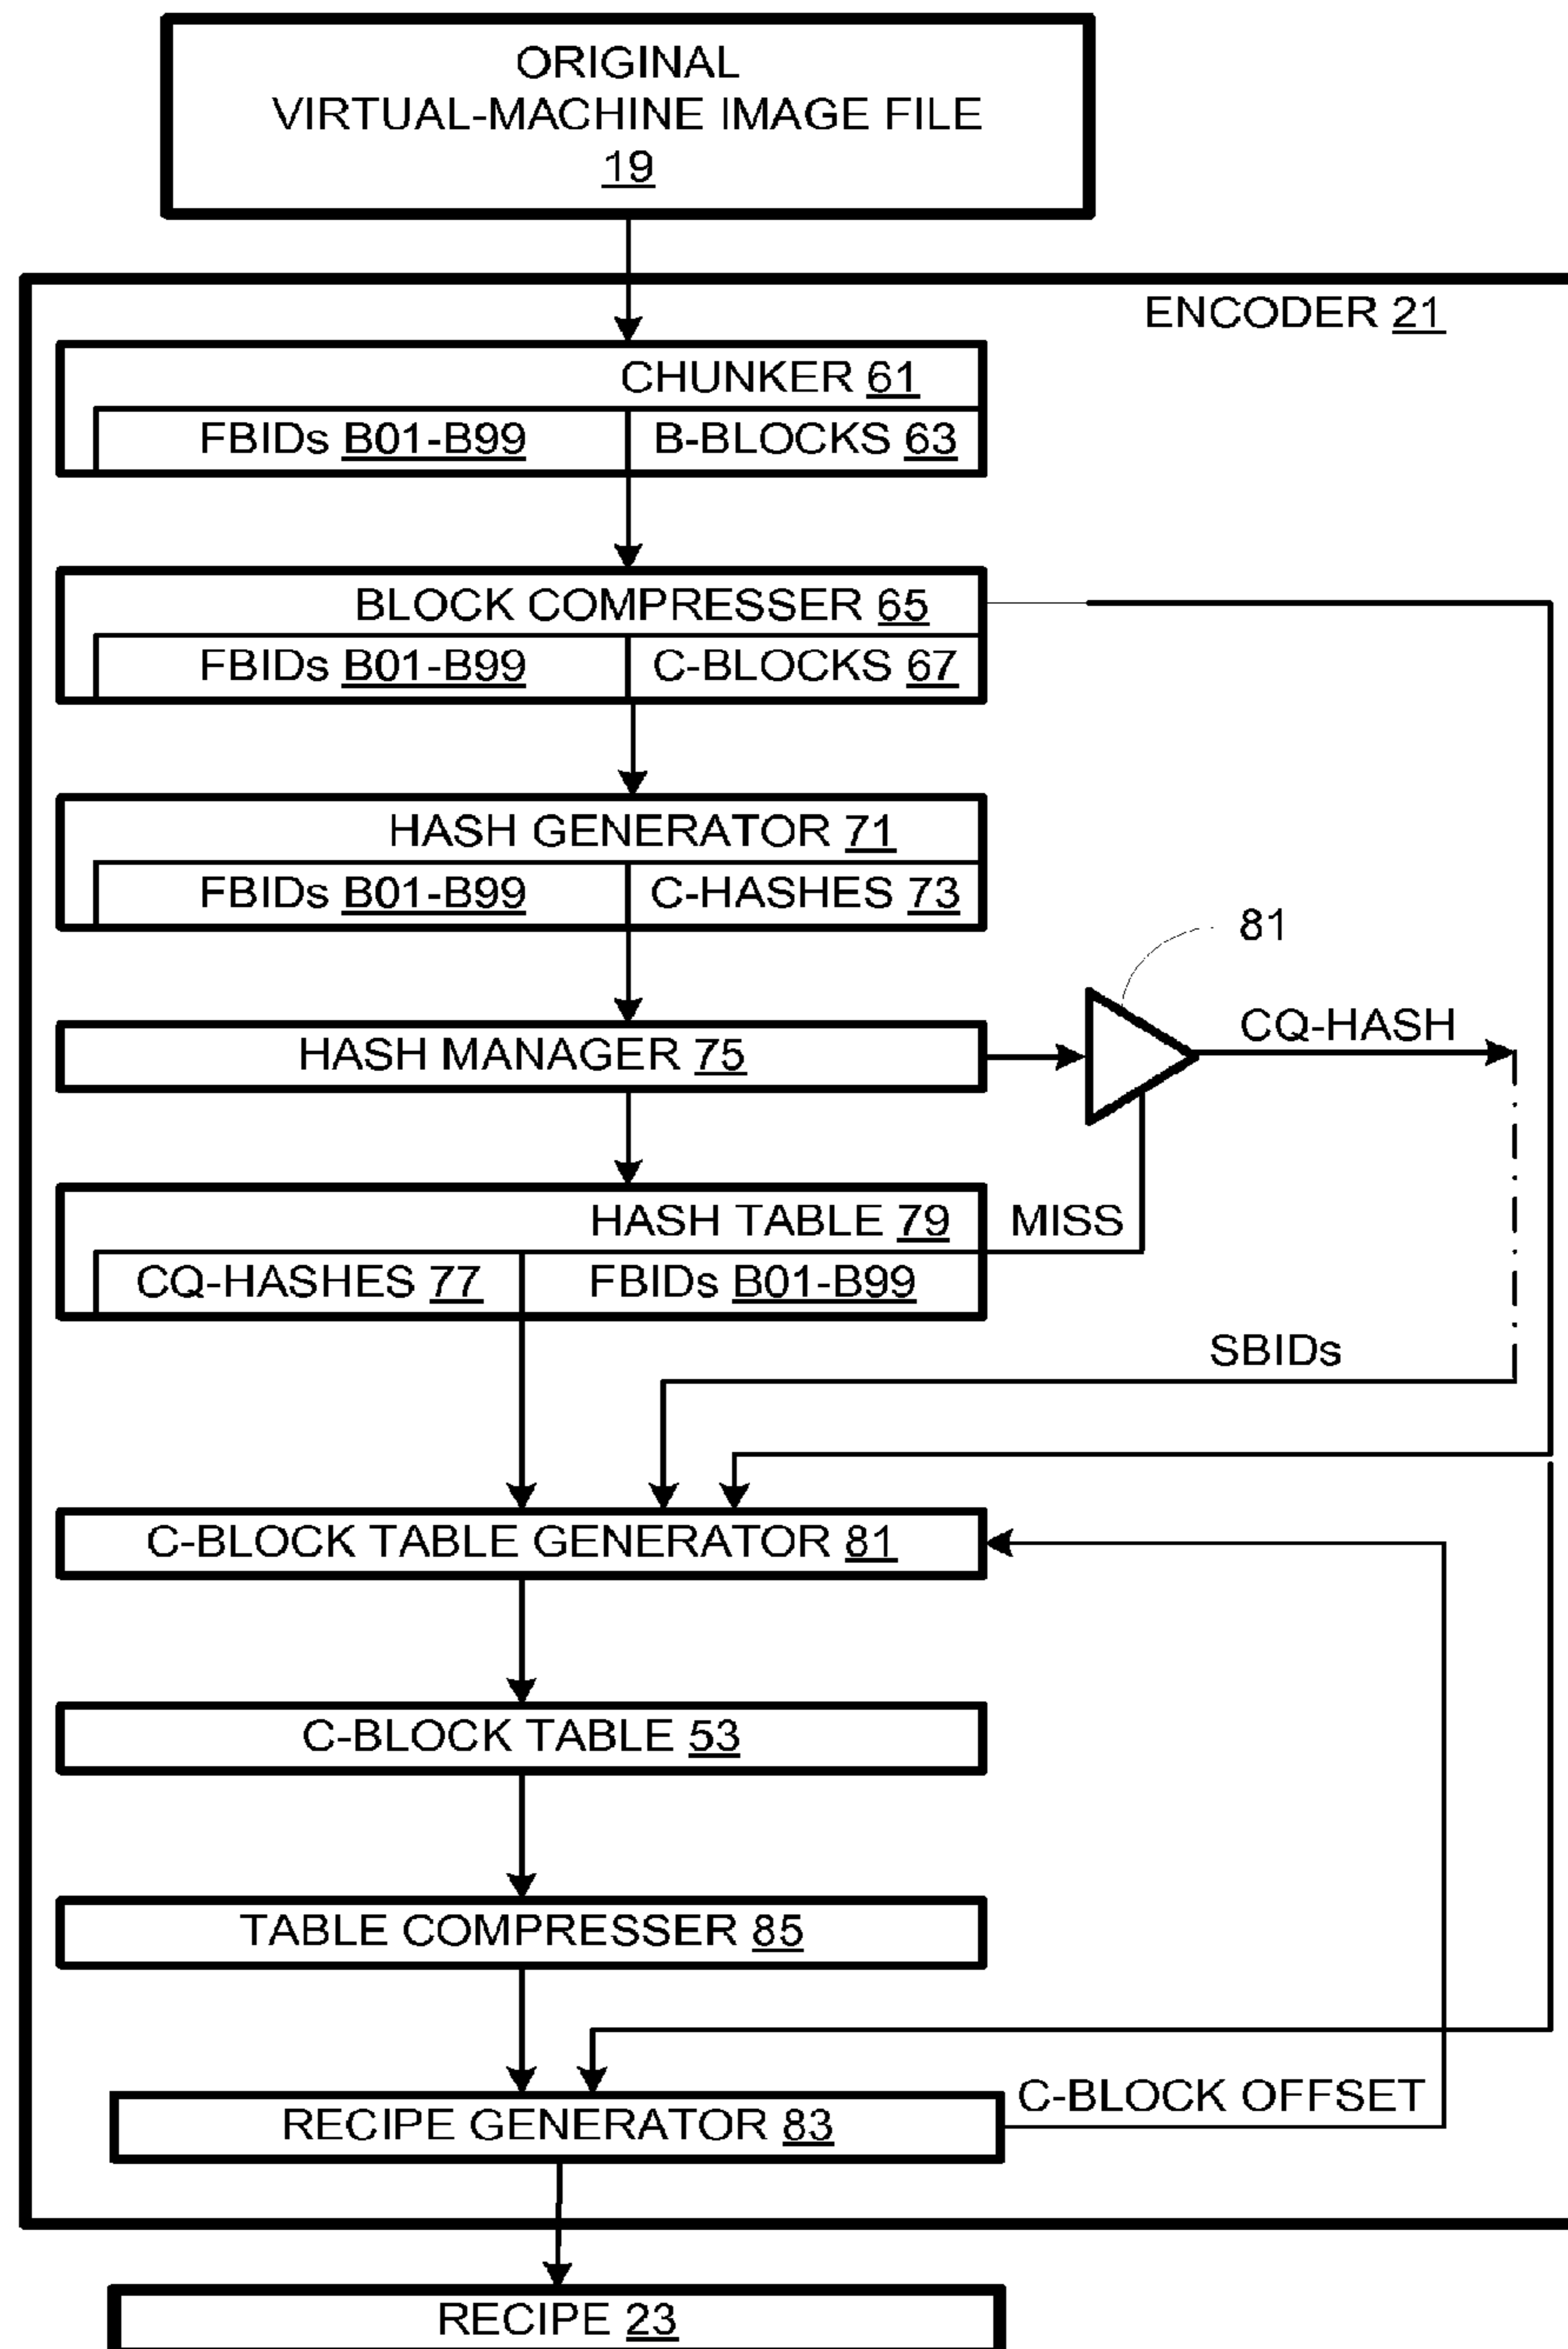 ORIGINAL
VIRTUAL-MACHINE IMAGE FILE
19
ENCODER 21
CHUNKER 61
FBIDs B01-B99
B-BLOCKS 63
BLOCK COMPRESSER 65
FBIDs B01-B99
C-BLOCKS 67
HASH GENERATOR 71
FBIDs B01-B99
C-HASHES 73
81
CQ-HASH
HASH MANAGER 75
HASH TABLE 79
MISS
CQ-HASHES 77
FBIDs B01-B99
SBIDs
C-BLOCK TABLE GENERATOR 81
C-BLOCK TABLE 53
TABLE COMPRESSER 85
C-BLOCK OFFSET
RECIPE GENERATOR 83
RECIPE 23